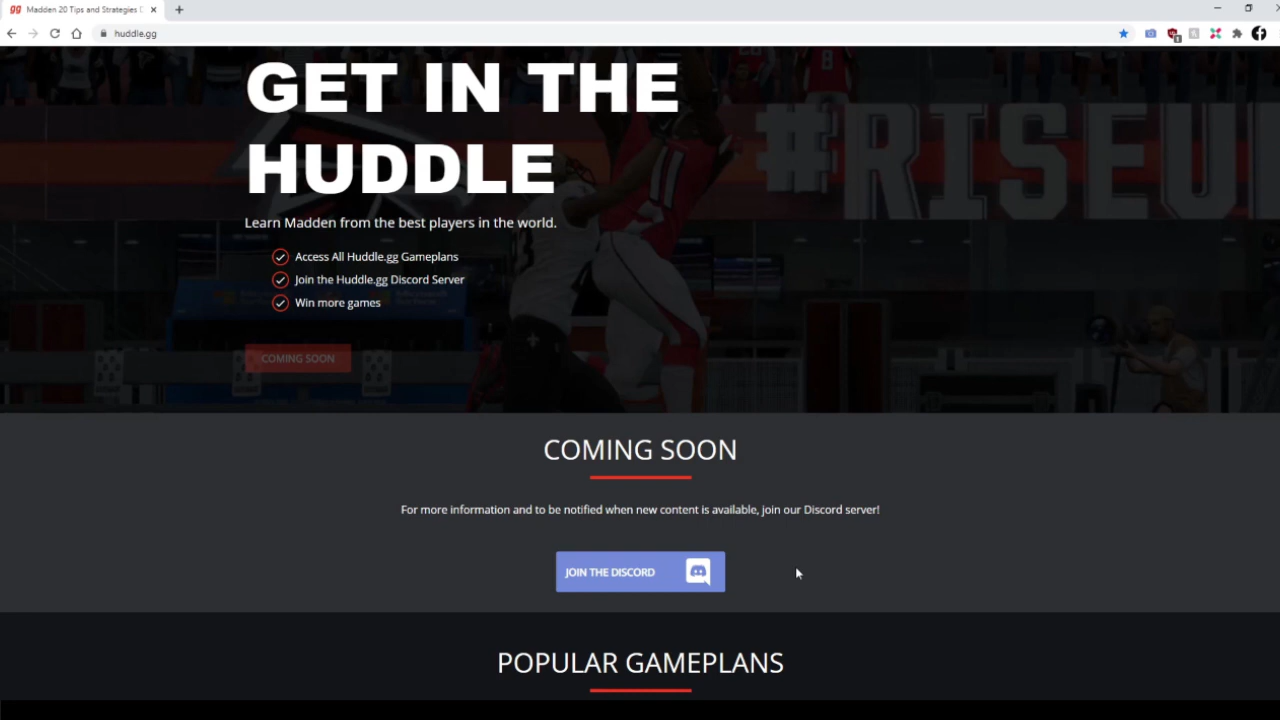 gg Madden 20 Tips and Strategies
huddle.gg
GET IN THE
HUDDLE
#RISEU
Learn Madden from the best players in the world.
Access All Huddle.gg Gameplans
Join the Huddle.gg Discord Server
Win more games
COMING SOON
COMING SOON
For more information and to be notified when new content is available, join our Discord server!
JOIN THE DISCORD
POPULAR GAMEPLANS